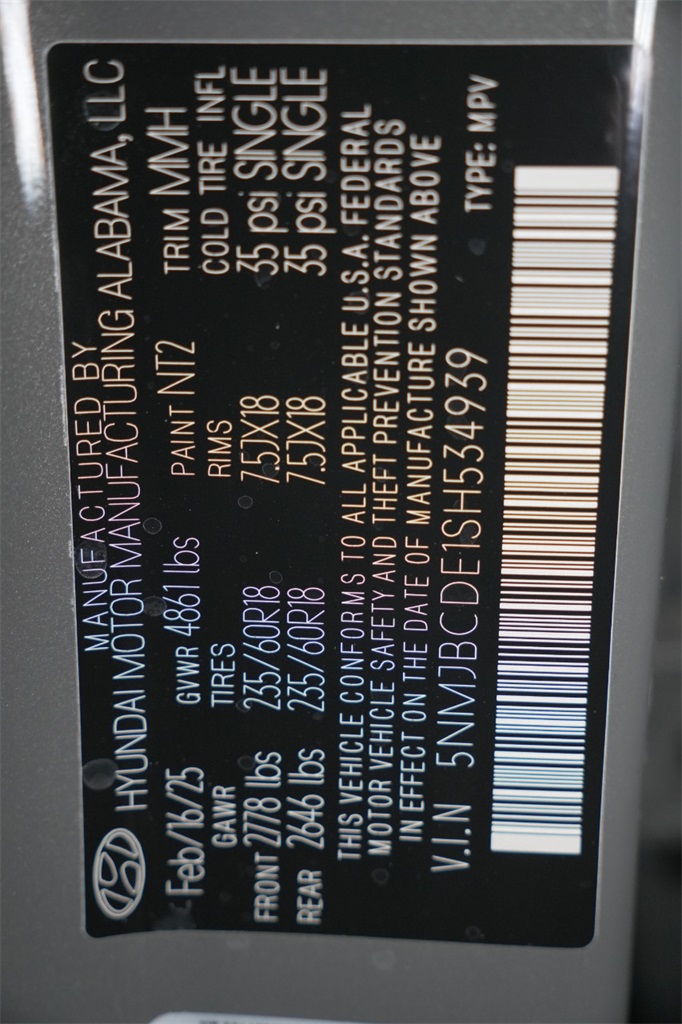 MANUFACTURED BY
HYUNDAI MOTOR MANUFACTURING ALABAMA, LLC
Feb/16/25 GVWR 4861 lbs PAINT NT2 TRIM MMH
GAWR TIRES RIMS COLD TIRE INFL
FRONT 2778 lbs 235/60R18 7.5JX18 35 psi SINGLE
REAR 2646 lbs 235/60R18 7.5JX18 35 psi SINGLE
THIS VEHICLE CONFORMS TO ALL APPLICABLE U.S.A. FEDERAL
MOTOR VEHICLE SAFETY AND THEFT PREVENTION STANDARDS
IN EFFECT ON THE DATE OF MANUFACTURE SHOWN ABOVE
V.I.N 5NMJBCDE1SH534939 TYPE: MPV